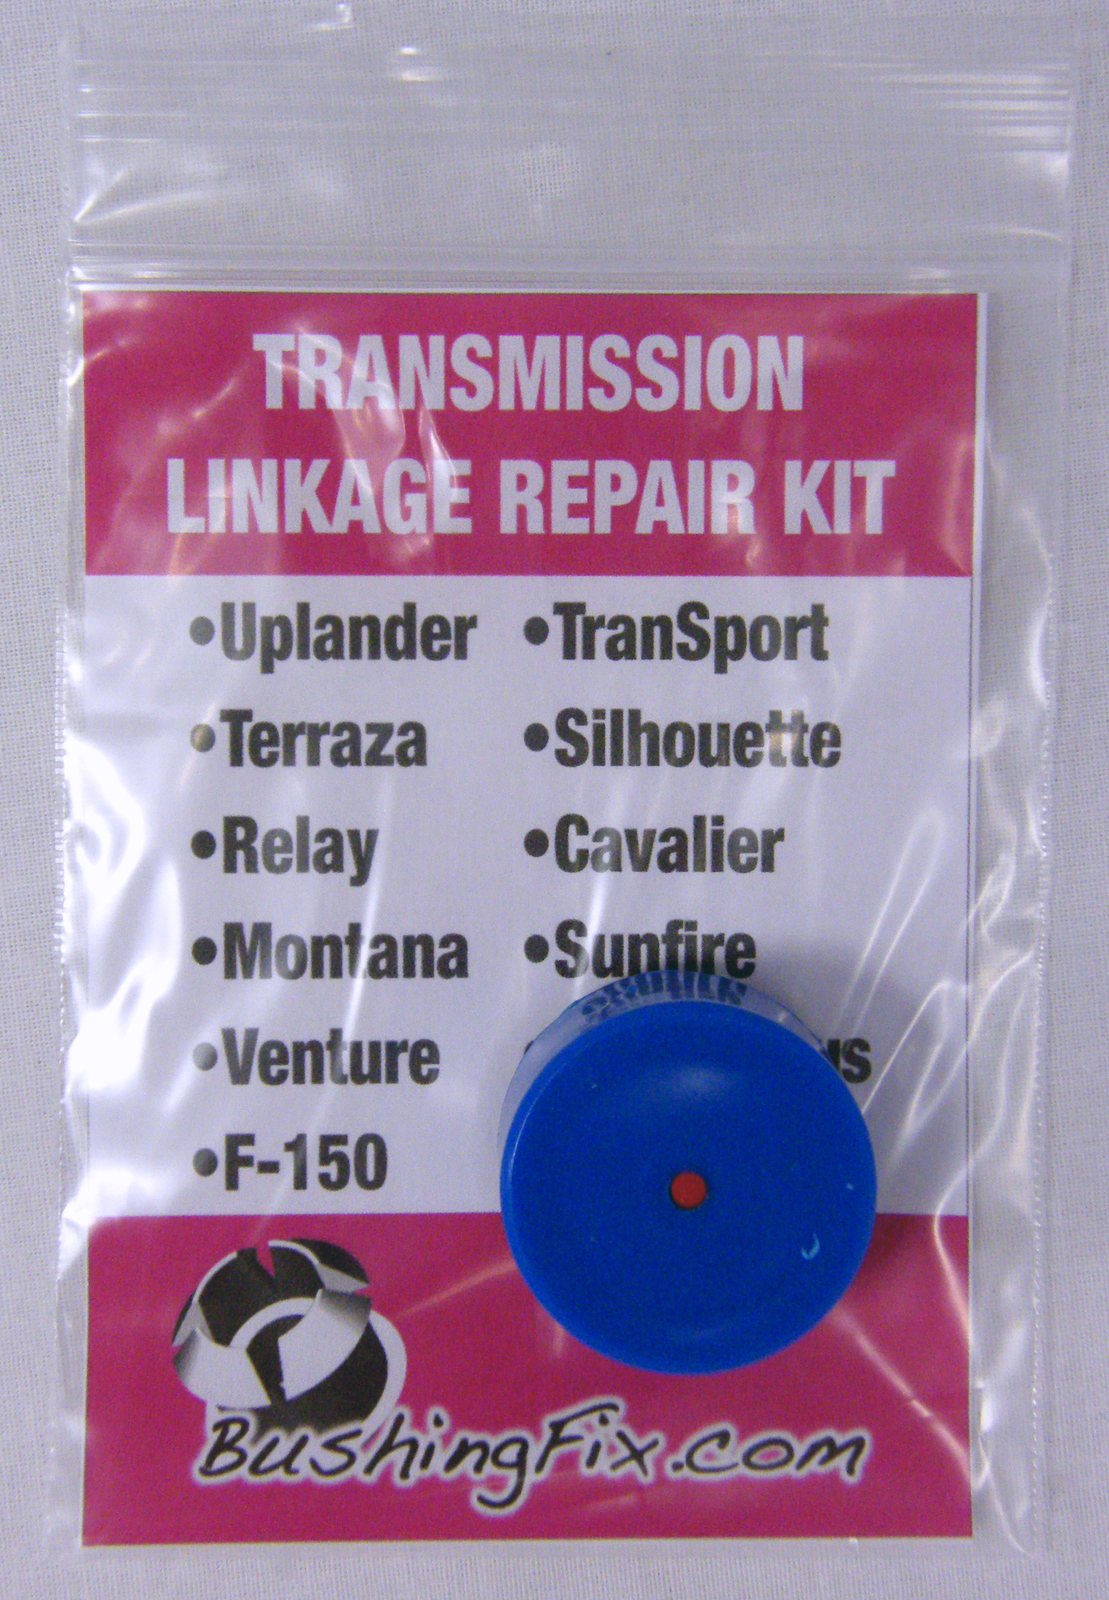 TRANSMISSION
LINKAGE REPAIR KIT
•Uplander •TranSport
•Terraza •Silhouette
•Relay •Cavalier
•Montana •Sunfire
•Venture
•F-150
BushingFix.com